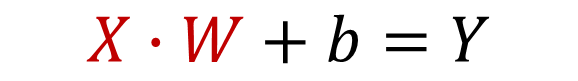 X · W + b = Y